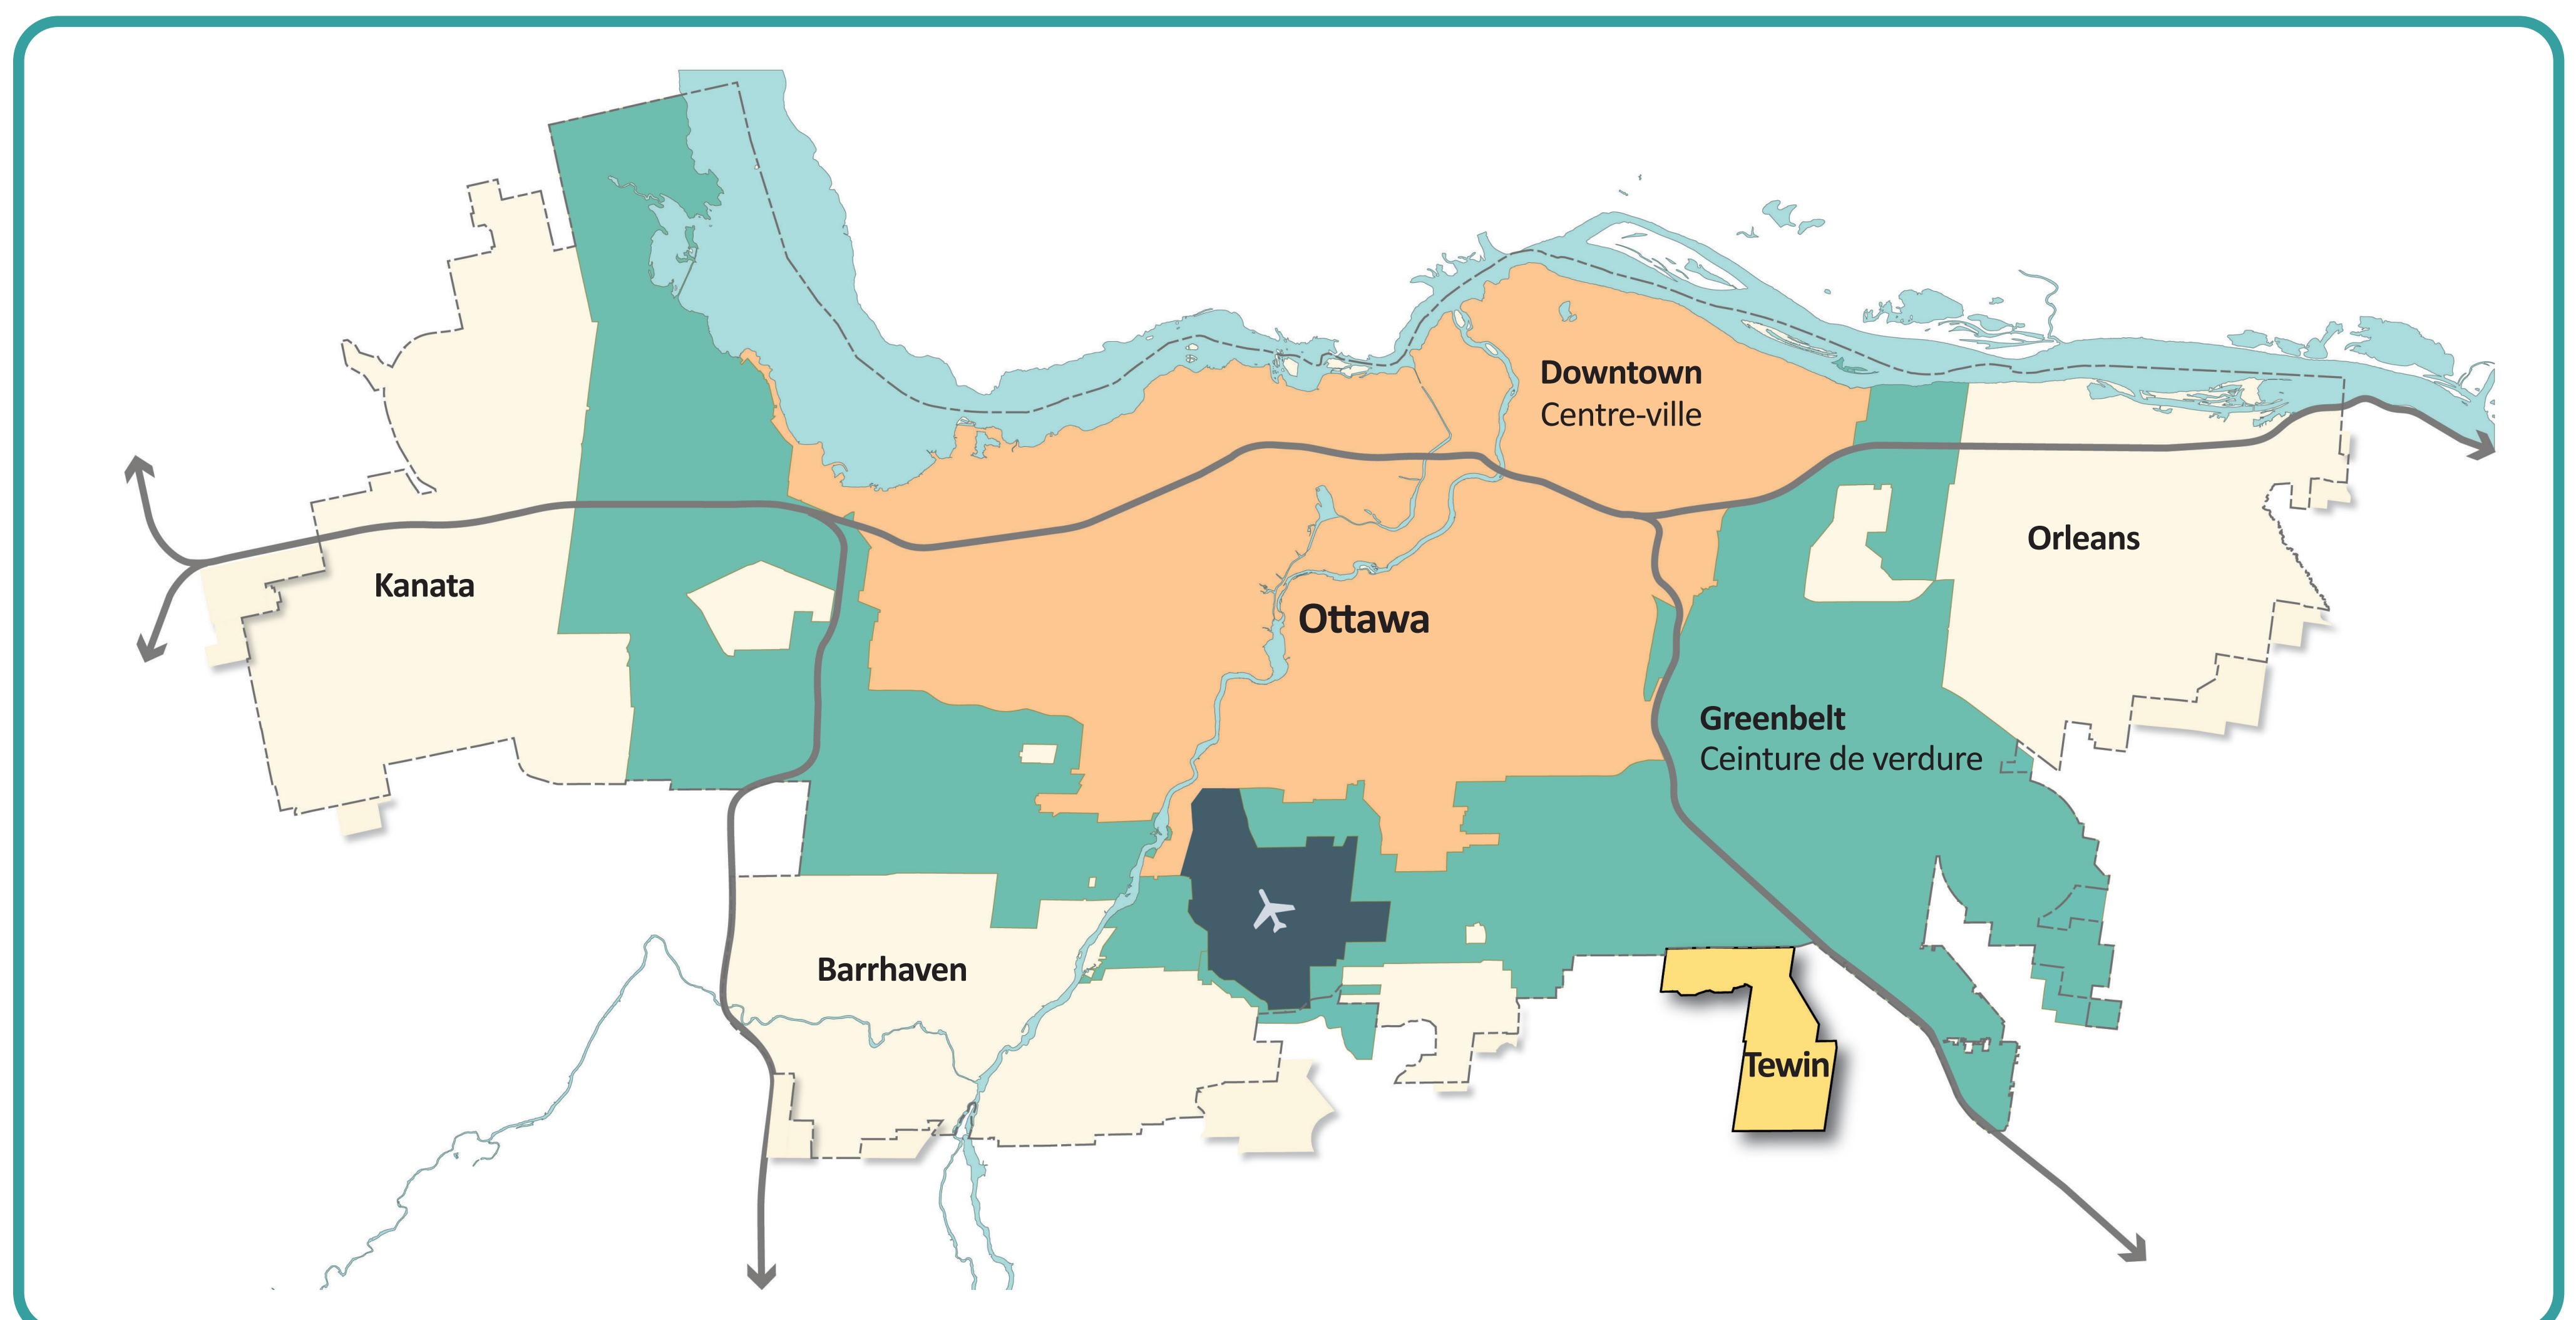 Downtown
Centre-ville
Orleans
Kanata
Ottawa
Greenbelt
Ceinture de verdure
Barrhaven
Tewin